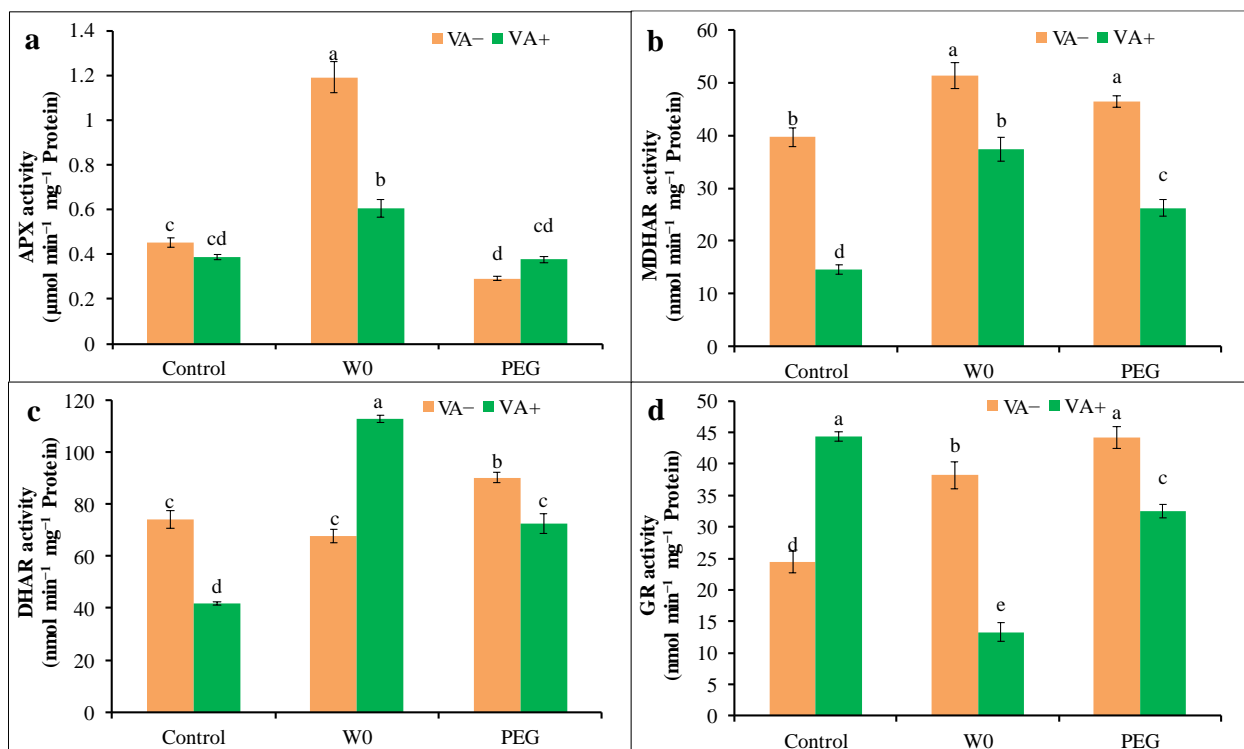 a
VA− VA+
APX activity
(µmol min⁻¹ mg⁻¹ Protein)
1.4
1.2
1
0.8
0.6
0.4
0.2
0
c
cd
a
b
d
cd
Control W0 PEG
b
VA− VA+
MDHAR activity
(nmol min⁻¹ mg⁻¹ Protein)
60
50
40
30
20
10
0
b
d
a
b
a
c
Control W0 PEG
c
VA− VA+
DHAR activity
(nmol min⁻¹ mg⁻¹ Protein)
120
100
80
60
40
20
0
c
d
c
a
b
c
Control W0 PEG
d
VA− VA+
GR activity
(nmol min⁻¹ mg⁻¹ Protein)
50
45
40
35
30
25
20
15
10
5
0
d
a
b
e
a
c
Control W0 PEG